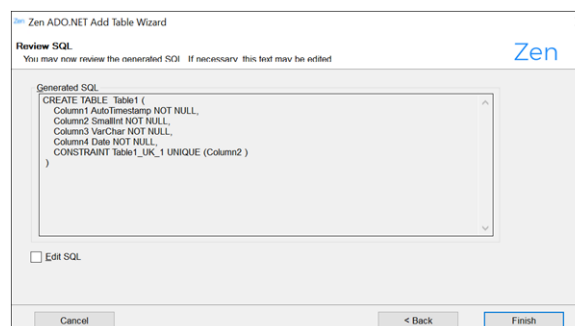 Zen Zen ADO.NET Add Table Wizard
Review SQL
You may now review the generated SQL. If necessary, this text may be edited
Zen
Generated SQL
CREATE TABLE Table1 (
Column1 AutoTimestamp NOT NULL,
Column2 SmallInt NOT NULL,
Column3 VarChar NOT NULL,
Column4 Date NOT NULL,
CONSTRAINT Table1_UK_1 UNIQUE (Column2 )
)
Edit SQL
Cancel
< Back
Finish